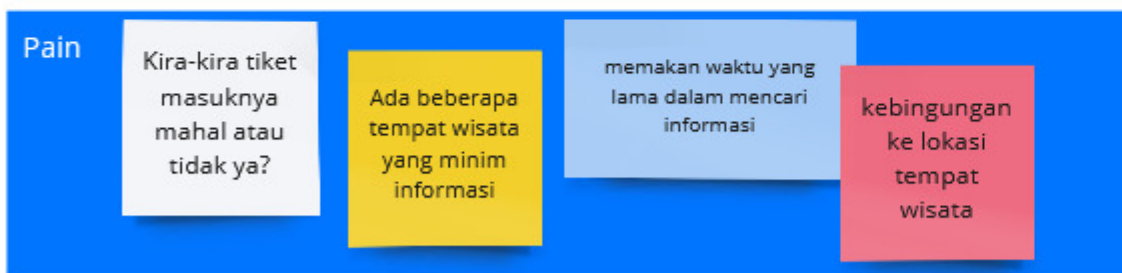 Pain
Kira-kira tiket
masuknya
mahal atau
tidak ya?
Ada beberapa
tempat wisata
yang minim
informasi
memakan waktu yang
lama dalam mencari
informasi
kebingungan
ke lokasi
tempat
wisata